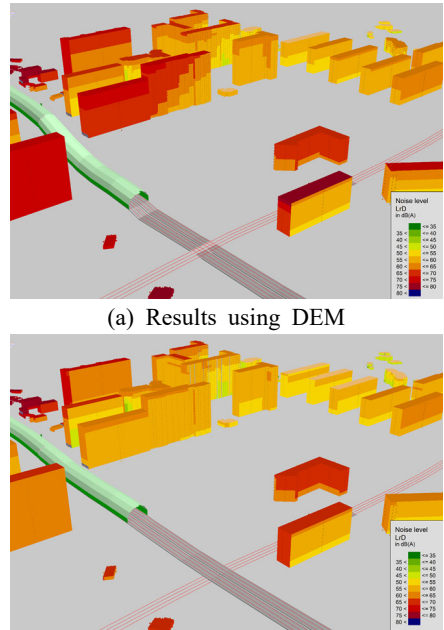 Noise level
LrD
in dB(A)
<= 35
35 < <= 40
40 < <= 45
45 < <= 50
50 < <= 55
55 < <= 60
60 < <= 65
65 < <= 70
70 < <= 75
75 < <= 80
80 <
(a) Results using DEM
Noise level
LrD
in dB(A)
<= 35
35 < <= 40
40 < <= 45
45 < <= 50
50 < <= 55
55 < <= 60
60 < <= 65
65 < <= 70
70 < <= 75
75 < <= 80
80 <